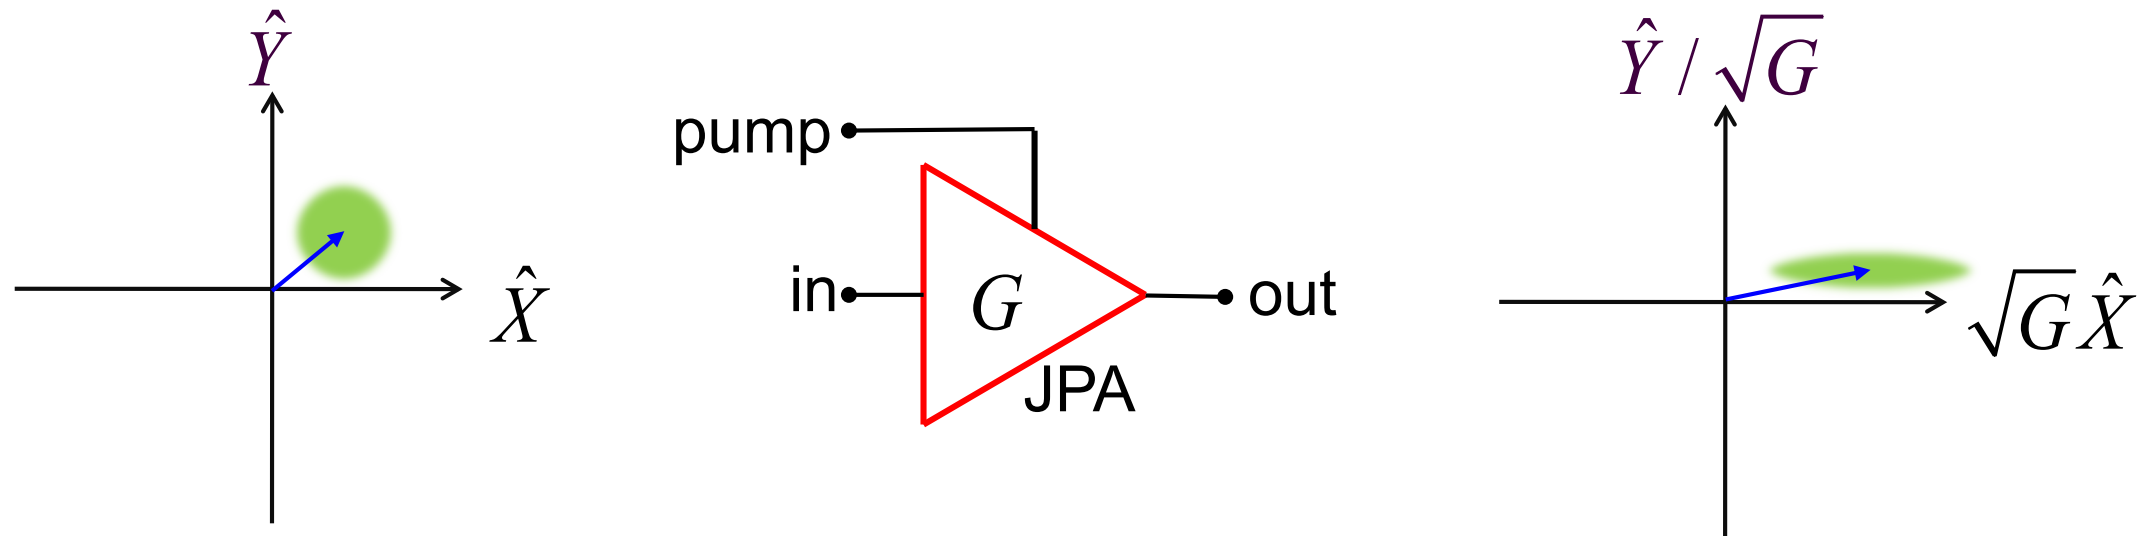 Ŷ
X̂
pump
in
G
JPA
out
Ŷ / √G
√G X̂